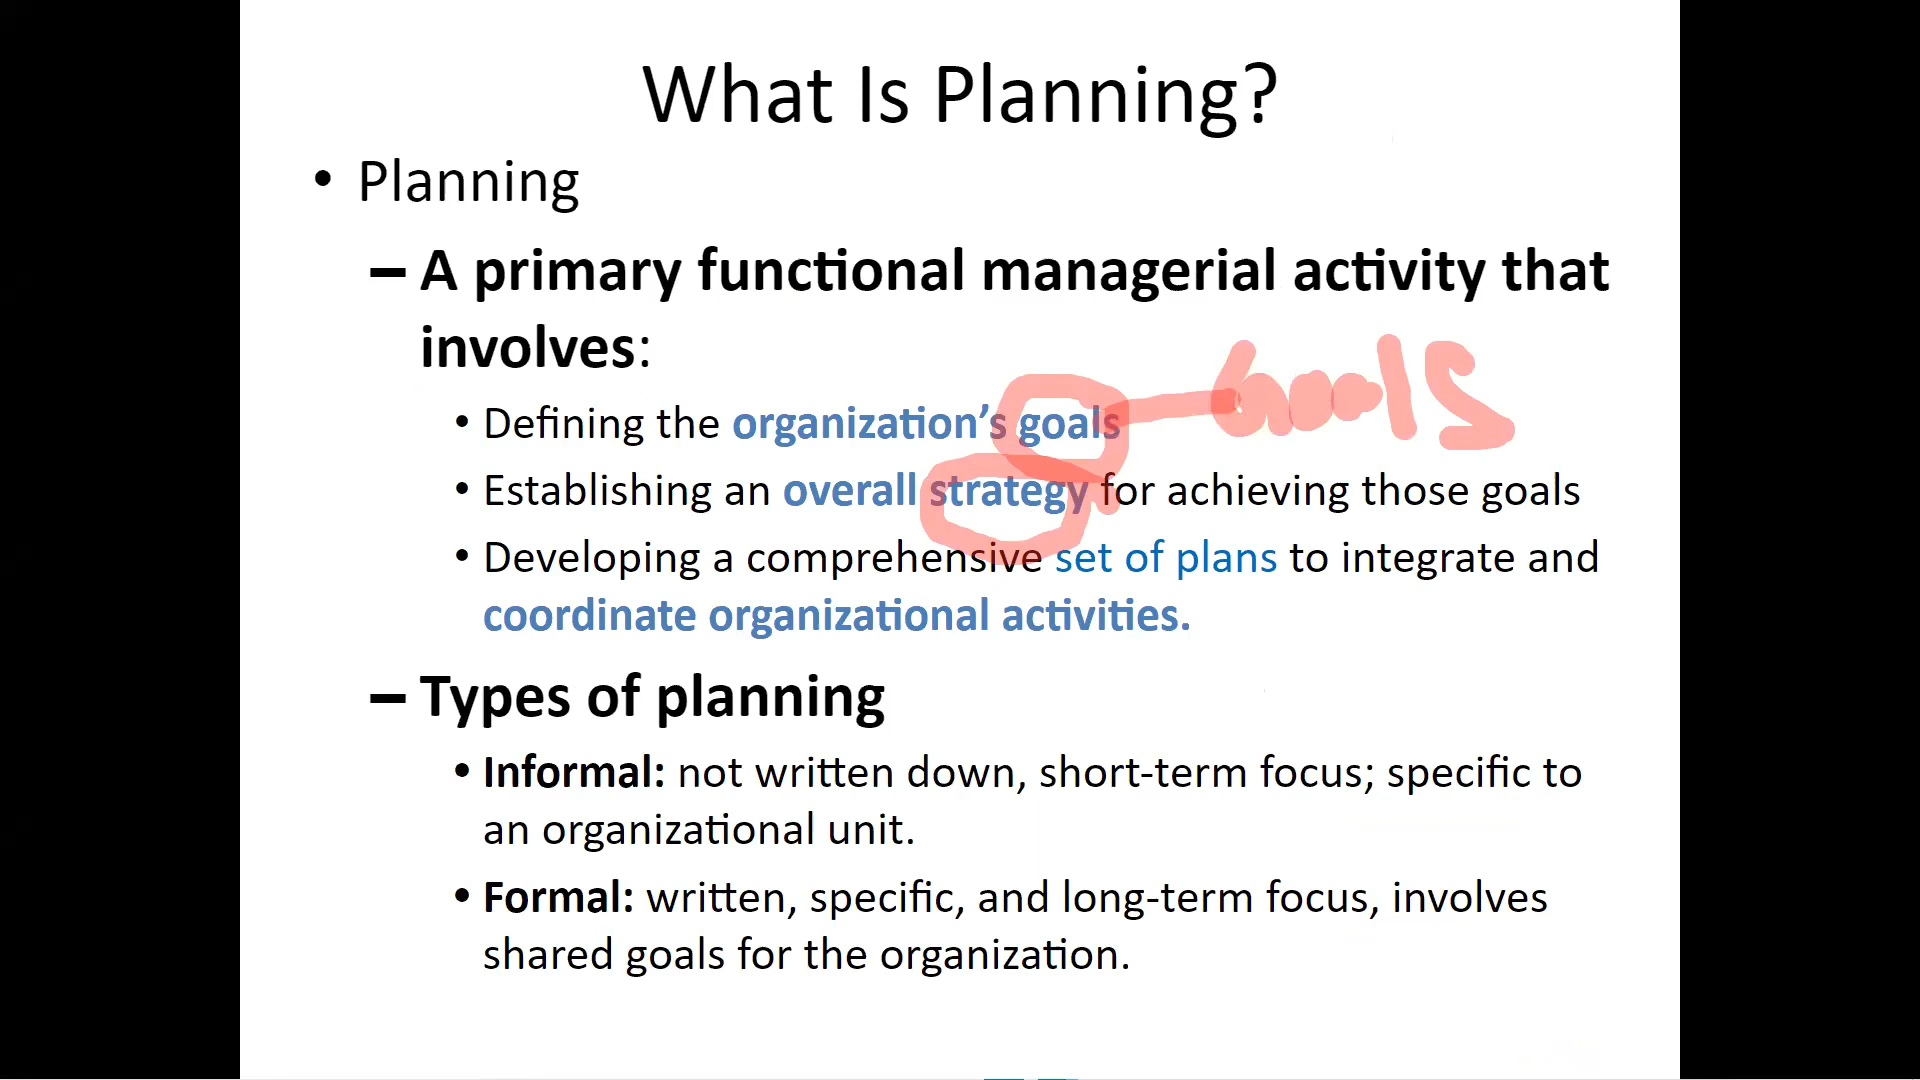 What Is Planning?
• Planning
– A primary functional managerial activity that
involves:
• Defining the organization's goals
Goals
• Establishing an overall strategy for achieving those goals
• Developing a comprehensive set of plans to integrate and
coordinate organizational activities.
– Types of planning
• Informal: not written down, short-term focus; specific to
an organizational unit.
• Formal: written, specific, and long-term focus, involves
shared goals for the organization.